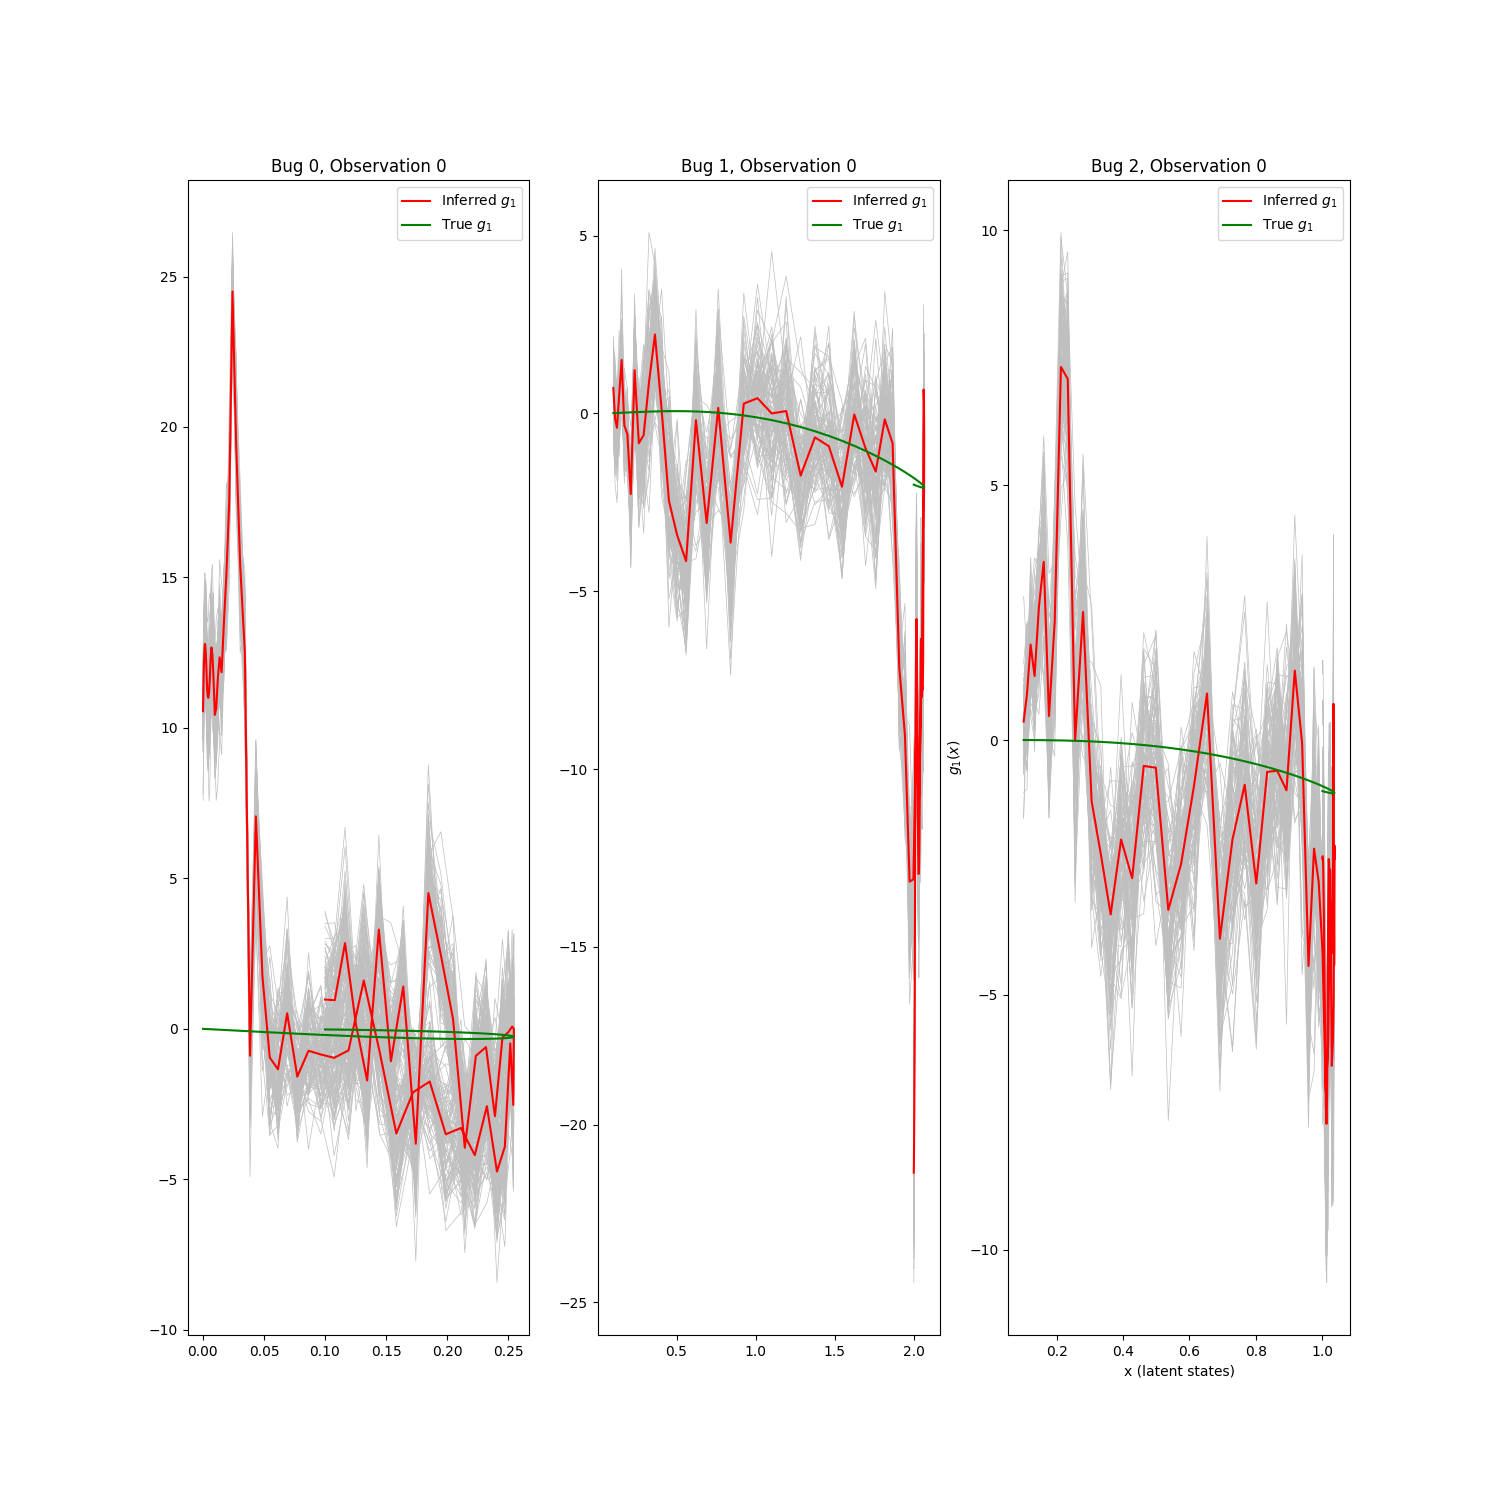 Bug 0, Observation 0
Inferred g₁
True g₁
25
20
15
10
5
0
−5
−10
0.00 0.05 0.10 0.15 0.20 0.25
Bug 1, Observation 0
Inferred g₁
True g₁
5
0
−5
−10
−15
−20
−25
0.5 1.0 1.5 2.0
Bug 2, Observation 0
Inferred g₁
True g₁
g₁(x)
10
5
0
−5
−10
0.2 0.4 0.6 0.8 1.0
x (latent states)